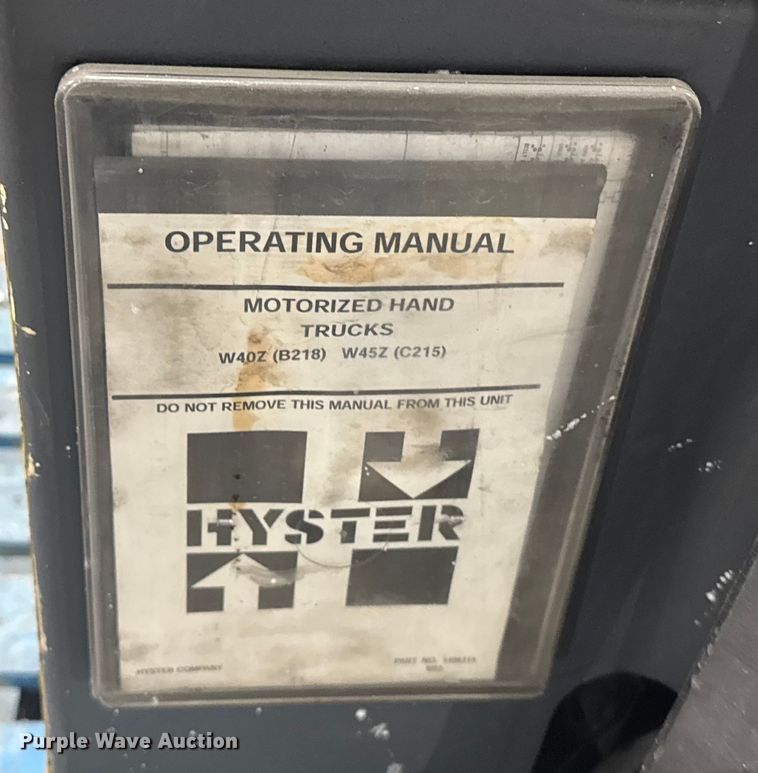 OPERATING MANUAL
MOTORIZED HAND
TRUCKS
W40Z (B218) W45Z (C215)
DO NOT REMOVE THIS MANUAL FROM THIS UNIT
HYSTER
HYSTER COMPANY
PART NO.
Purple Wave Auction